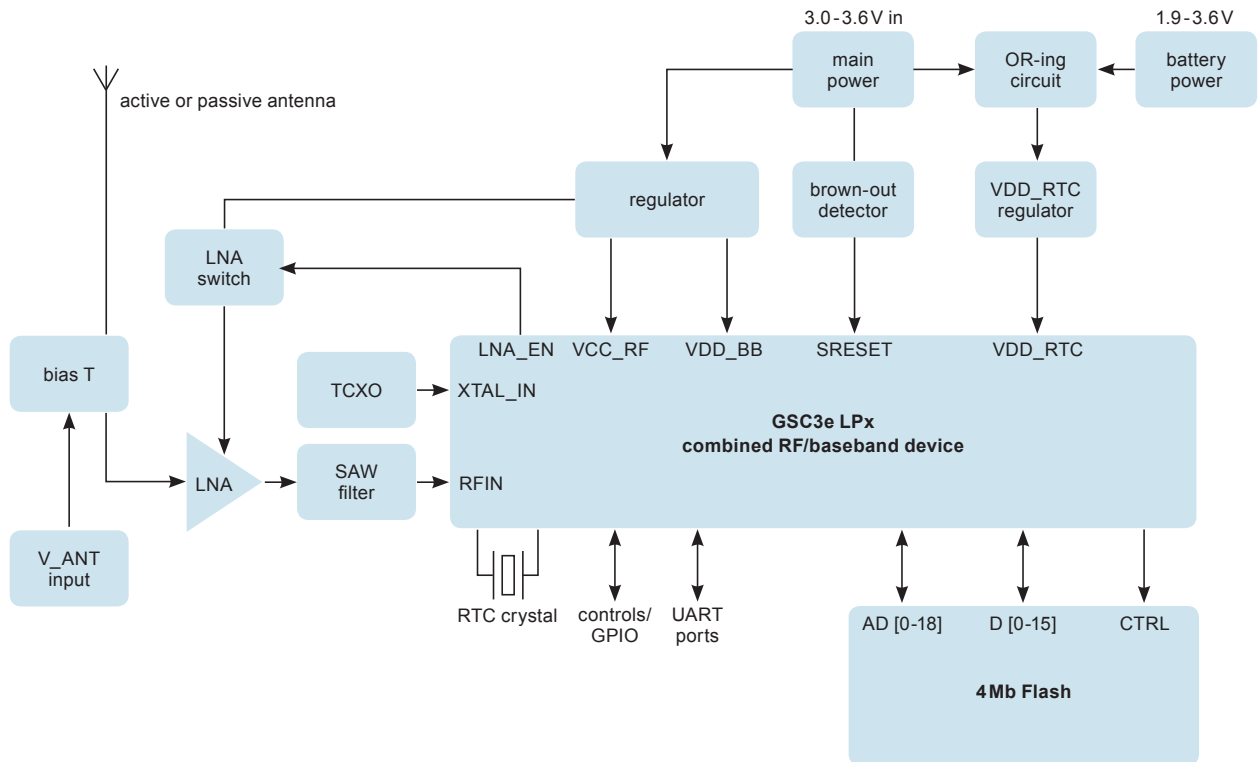 3.0-3.6V in
1.9-3.6V
main
power
OR-ing
circuit
battery
power
active or passive antenna
regulator
brown-out
detector
VDD_RTC
regulator
LNA
switch
bias T
LNA_EN
VCC_RF
VDD_BB
SRESET
VDD_RTC
TCXO
XTAL_IN
GSC3e LPx
combined RF/baseband device
LNA
SAW
filter
RFIN
V_ANT
input
RTC crystal
controls/
GPIO
UART
ports
AD [0-18]
D [0-15]
CTRL
4Mb Flash